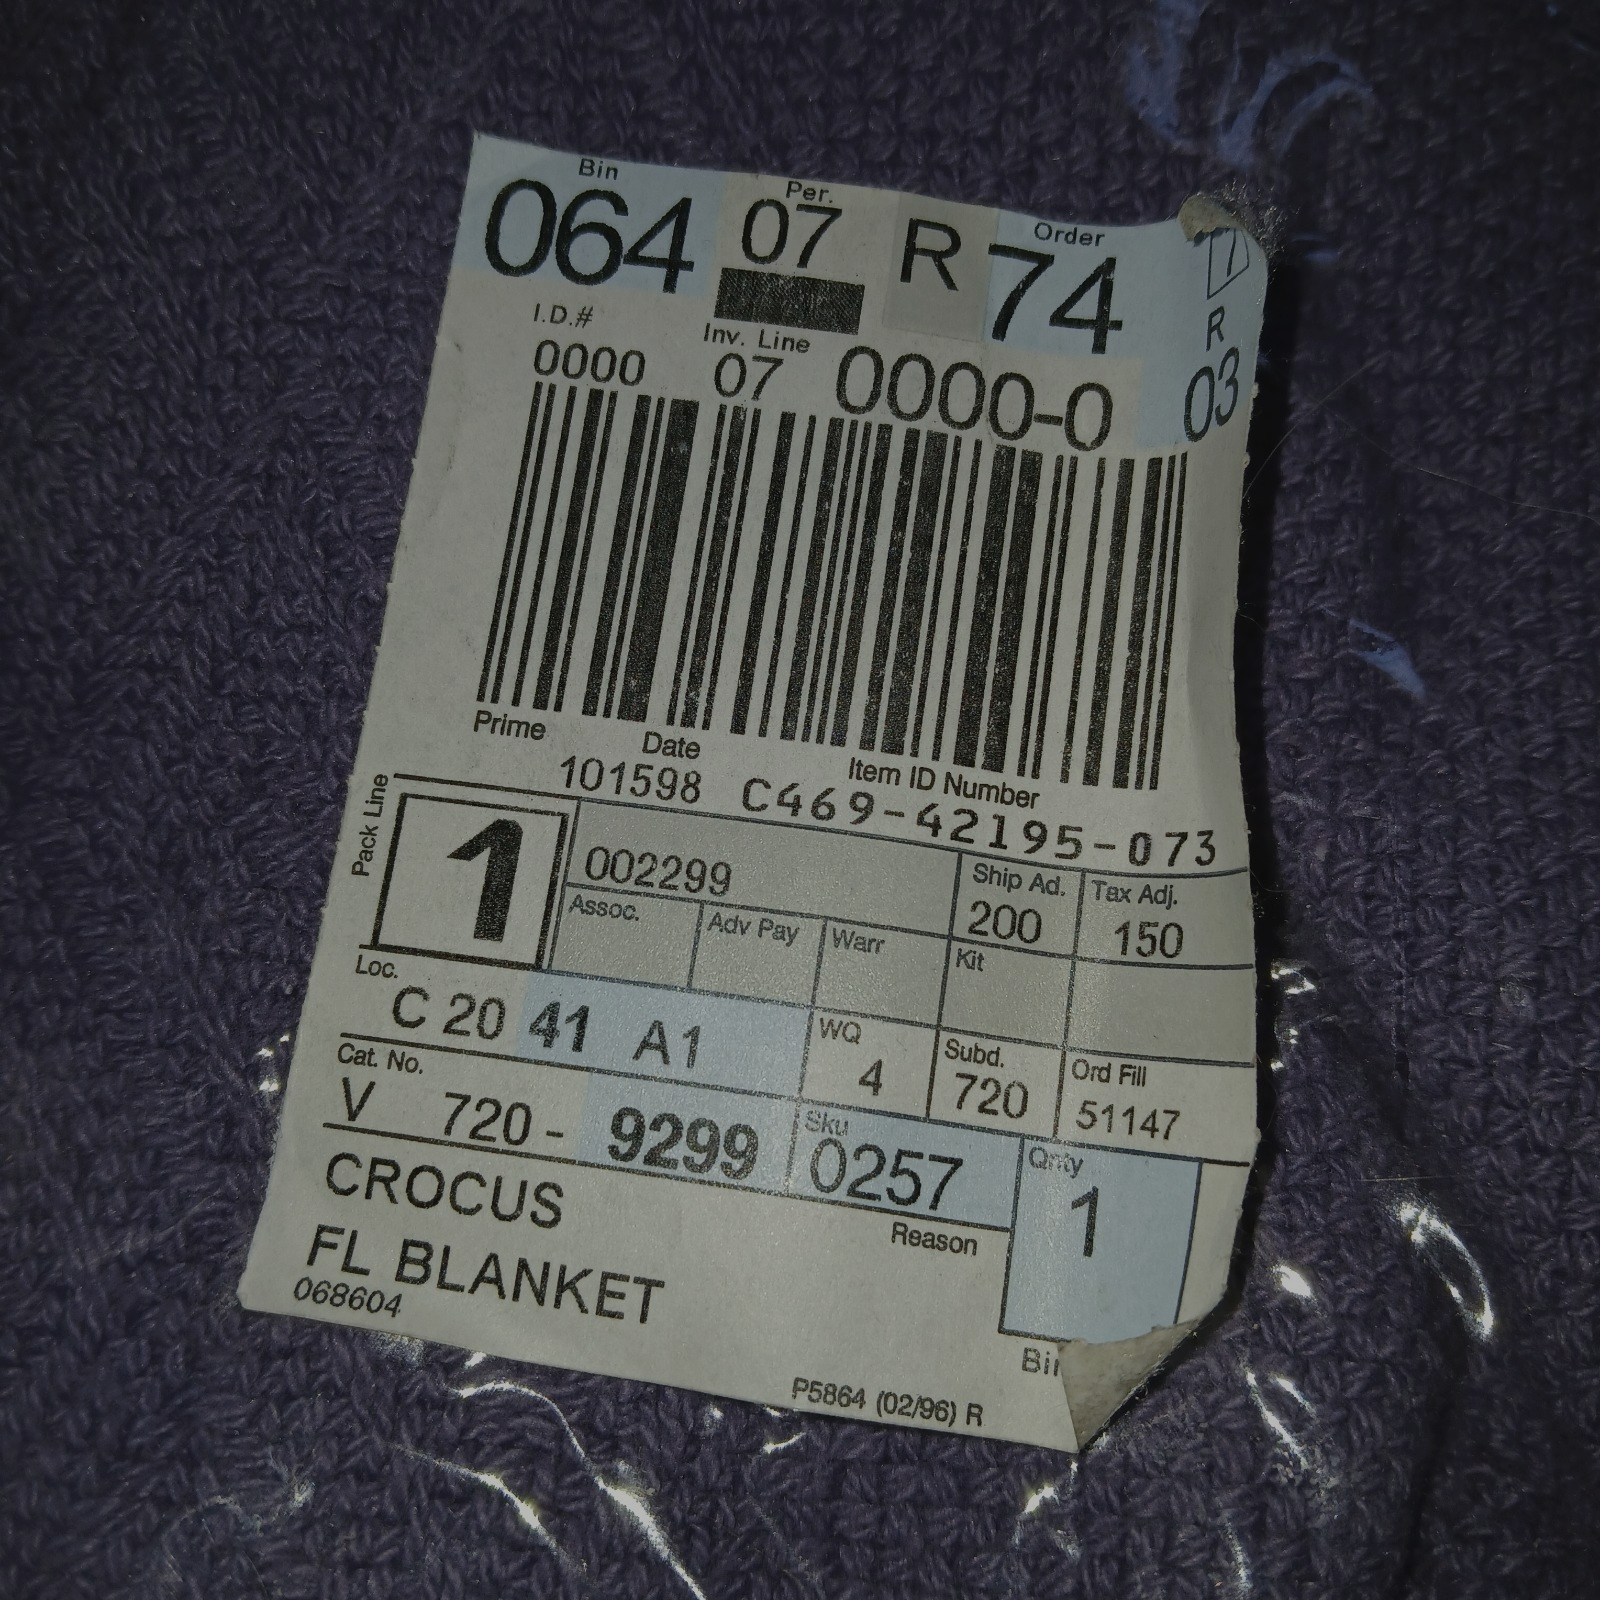 Bin Per. Order
064 07 R 74 7
I.D.# Inv. Line R
0000 07 0000-0 03
Prime Date Item ID Number
101598 C469-42195-073
Pack Line 1 002299 Ship Ad. 200 Tax Adj. 150
Assoc. Adv Pay Warr Kit
Loc. C 20 41 A1 WQ 4 Subd. 720 Ord Fill 51147
Cat. No. V 720- 9299 Sku 0257 Qnty 1
CROCUS Reason
FL BLANKET
068604
P5864 (02/96) R